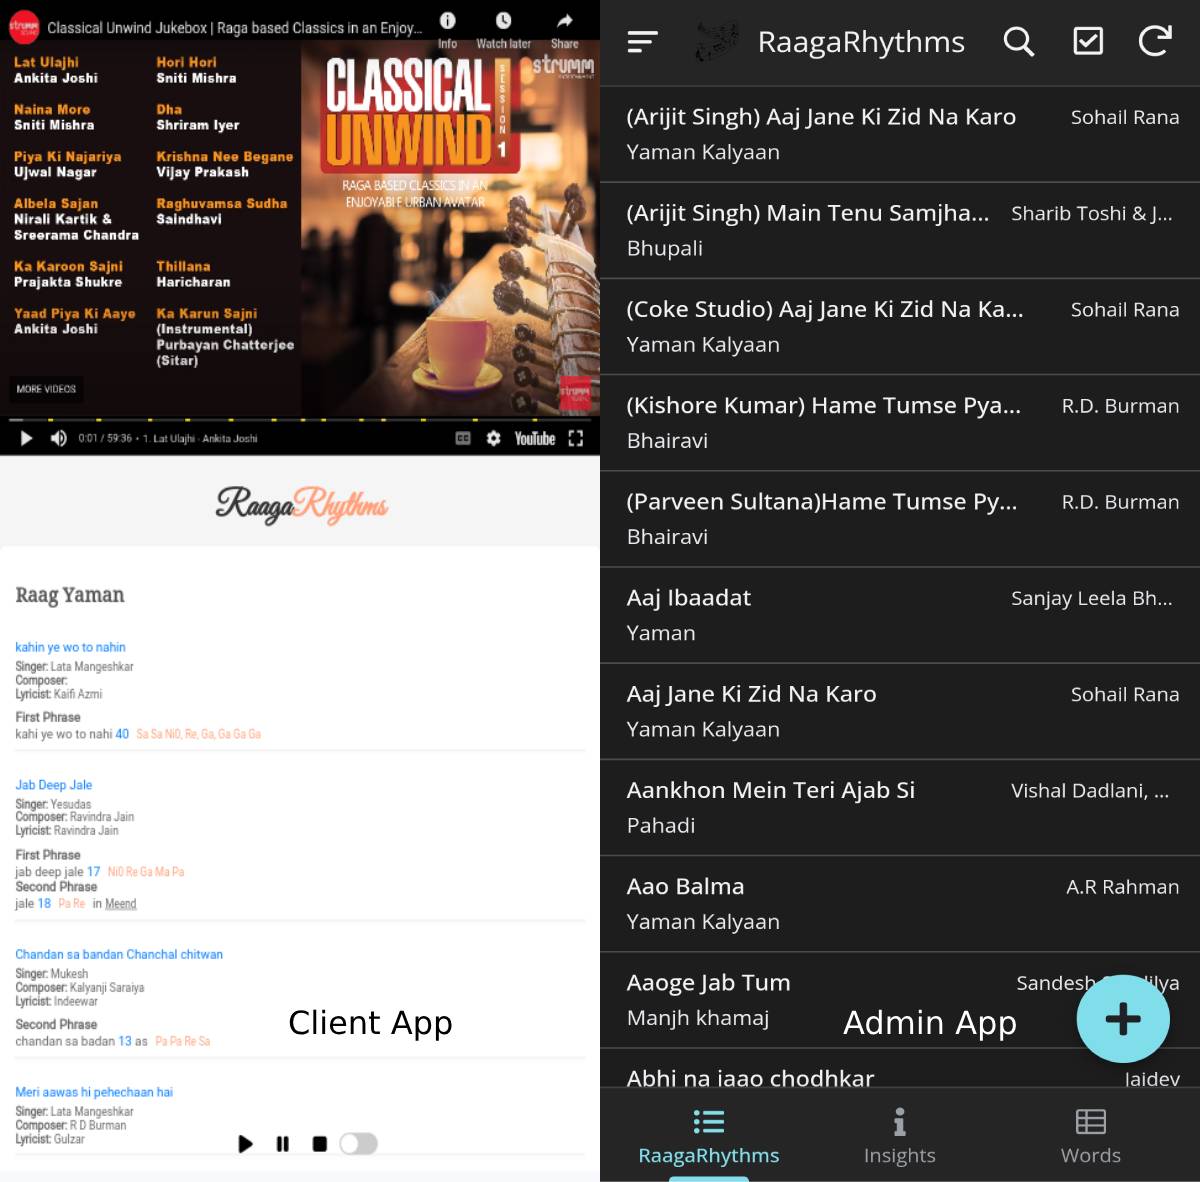 Classical Unwind Jukebox | Raga based Classics in an Enjoy...
Info
Watch later
Share
strumm
Lat Ulajhi
Ankita Joshi
Naina More
Sniti Mishra
Piya Ki Najariya
Ujwal Nagar
Albela Sajan
Nirali Kartik &
Sreerama Chandra
Ka Karoon Sajni
Prajakta Shukre
Yaad Piya Ki Aaye
Ankita Joshi
Hori Hori
Sniti Mishra
Dha
Shriram Iyer
Krishna Nee Begane
Vijay Prakash
Raghuvamsa Sudha
Saindhavi
Thillana
Haricharan
Ka Karun Sajni
(Instrumental)
Purbayan Chatterjee
(Sitar)
CLASSICAL
UNWIND
SESSION
1
RAGA BASED CLASSICS IN AN
ENJOYABLE URBAN AVATAR
strumm
ENTERTAINMENT
strumm
MORE VIDEOS
0:01 / 59:36 • 1. Lat Ulajhi - Ankita Joshi
CC
YouTube
RaagaRhythms
Raag Yaman
kahin ye wo to nahin
Singer: Lata Mangeshkar
Composer:
Lyricist: Kaifi Azmi
First Phrase
kahi ye wo to nahi 40 Sa Sa Ni0, Re, Ga, Ga Ga Ga
Jab Deep Jale
Singer: Yesudas
Composer: Ravindra Jain
Lyricist: Ravindra Jain
First Phrase
jab deep jale 17 Ni0 Re Ga Ma Pa
Second Phrase
jale 18 Pa Re in Meend
Chandan sa bandan Chanchal chitwan
Singer: Mukesh
Composer: Kalyanji Saraiya
Lyricist: Indeewar
Second Phrase
chandan sa badan 13 as Pa Pa Re Sa
Client App
Meri aawas hi pehechaan hai
Singer: Lata Mangeshkar
Composer: R D Burman
Lyricist: Gulzar
RaagaRhythms
(Arijit Singh) Aaj Jane Ki Zid Na Karo Sohail Rana
Yaman Kalyaan
(Arijit Singh) Main Tenu Samjha... Sharib Toshi & J...
Bhupali
(Coke Studio) Aaj Jane Ki Zid Na Ka... Sohail Rana
Yaman Kalyaan
(Kishore Kumar) Hame Tumse Pya... R.D. Burman
Bhairavi
(Parveen Sultana)Hame Tumse Py... R.D. Burman
Bhairavi
Aaj Ibaadat Sanjay Leela Bh...
Yaman
Aaj Jane Ki Zid Na Karo Sohail Rana
Yaman Kalyaan
Aankhon Mein Teri Ajab Si Vishal Dadlani, ...
Pahadi
Aao Balma A.R Rahman
Yaman Kalyaan
Aaoge Jab Tum Sandesh
Manjh khamaj
Admin App
Abhi na jaao chodhkar Jaidev
RaagaRhythms
Insights
Words